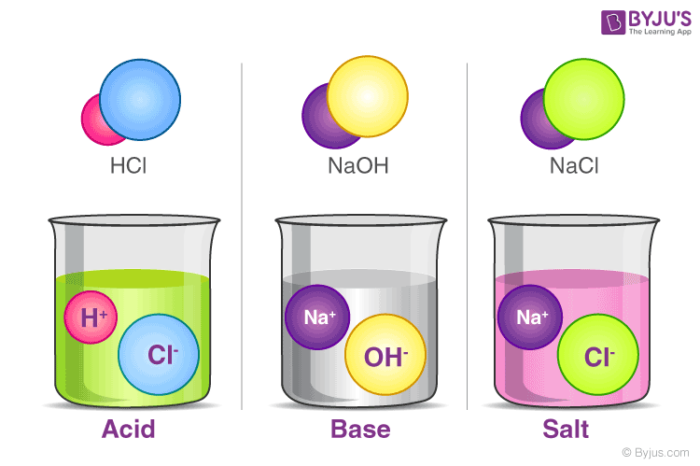 BYJU'S
The Learning App
HCl
NaOH
NaCl
H⁺
Cl⁻
Na⁺
OH⁻
Na⁺
Cl⁻
Acid
Base
Salt
© Byjus.com